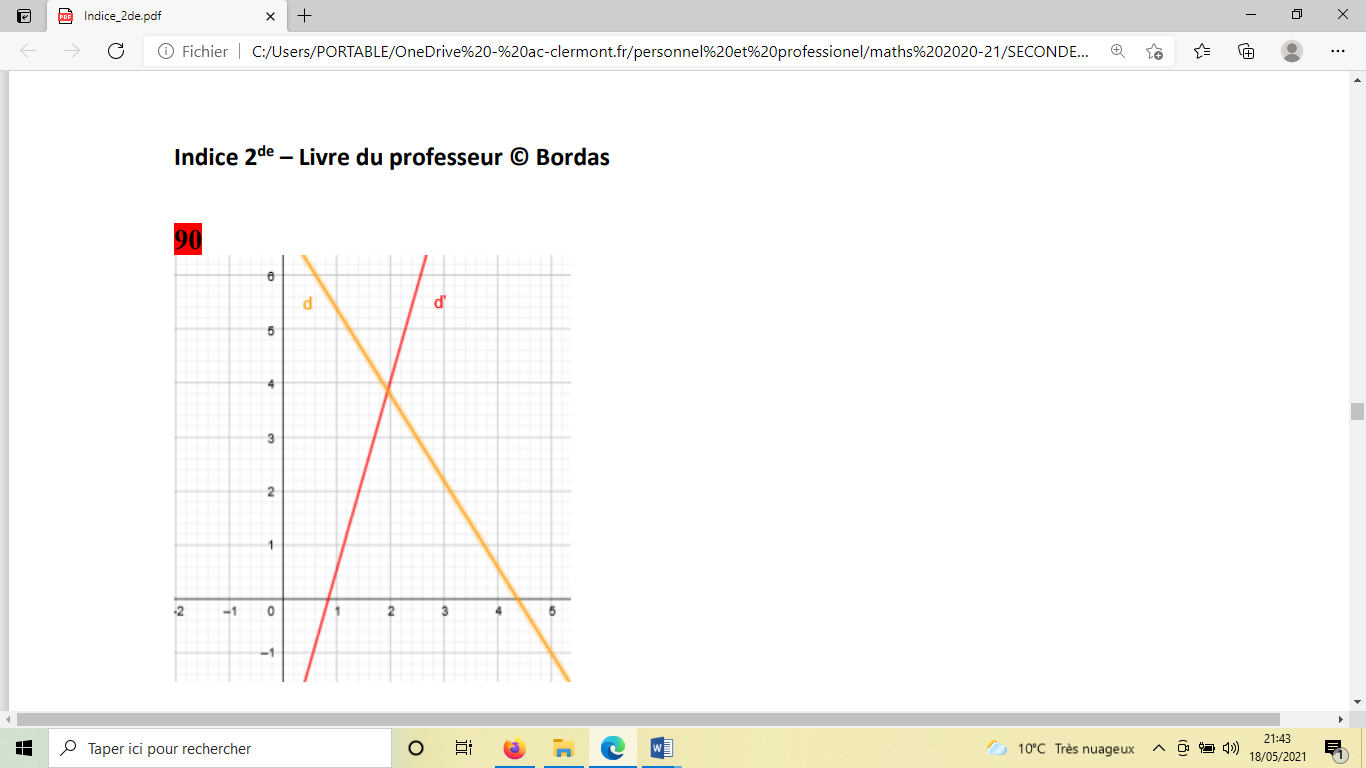 Indice_2de.pdf
Fichier
C:/Users/PORTABLE/OneDrive%20-%20ac-clermont.fr/personnel%20et%20professionel/maths%202020-21/SECONDE...
Indice 2de – Livre du professeur © Bordas
90
6
d
d'
5
4
3
2
1
-2 -1 0 1 2 3 4 5
-1
Taper ici pour rechercher
10°C Très nuageux
21:43
18/05/2021
1